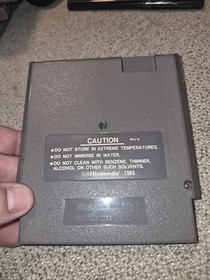 CAUTION
• DO NOT STORE IN EXTREME TEMPERATURES.
• DO NOT IMMERSE IN WATER.
• DO NOT CLEAN WITH BENZENE, THINNER,
ALCOHOL OR OTHER SUCH SOLVENTS.
©Nintendo 1985